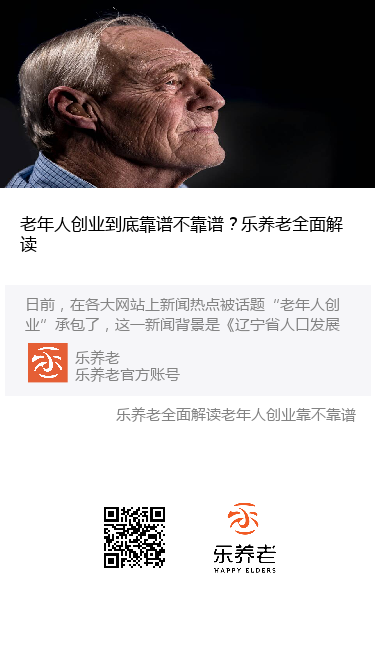 老年人创业到底靠谱不靠谱？乐养老全面解
读
日前，在各大网站上新闻热点被话题“老年人创
业”承包了，这一新闻背景是《辽宁省人口发展
乐养老
乐养老官方账号
乐养老全面解读老年人创业靠不靠谱
乐养老
HAPPY ELDERS